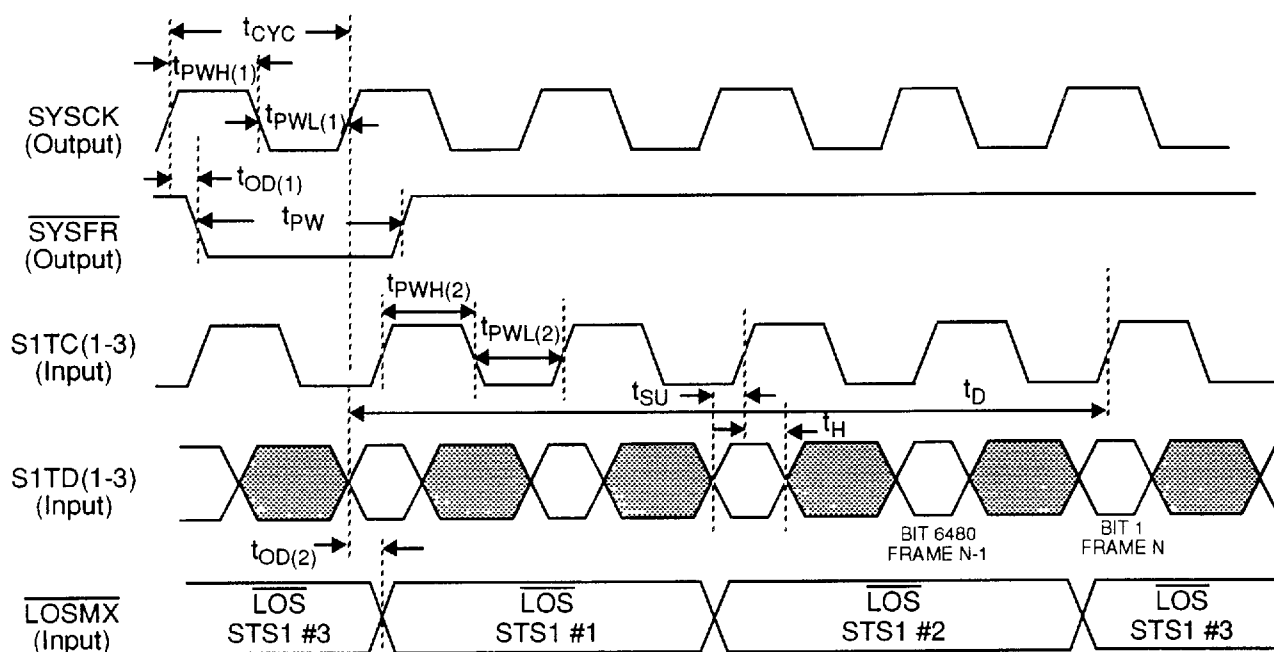 tCYC
tPWH(1)
SYSCK
(Output)
tPWL(1)
tOD(1)
SYSFR
(Output)
tPW
tPWH(2)
S1TC(1-3)
(Input)
tPWL(2)
tSU
tD
tH
S1TD(1-3)
(Input)
BIT 6480
FRAME N-1
BIT 1
FRAME N
tOD(2)
LOSMX
(Input)
LOS
STS1 #3
LOS
STS1 #1
LOS
STS1 #2
LOS
STS1 #3